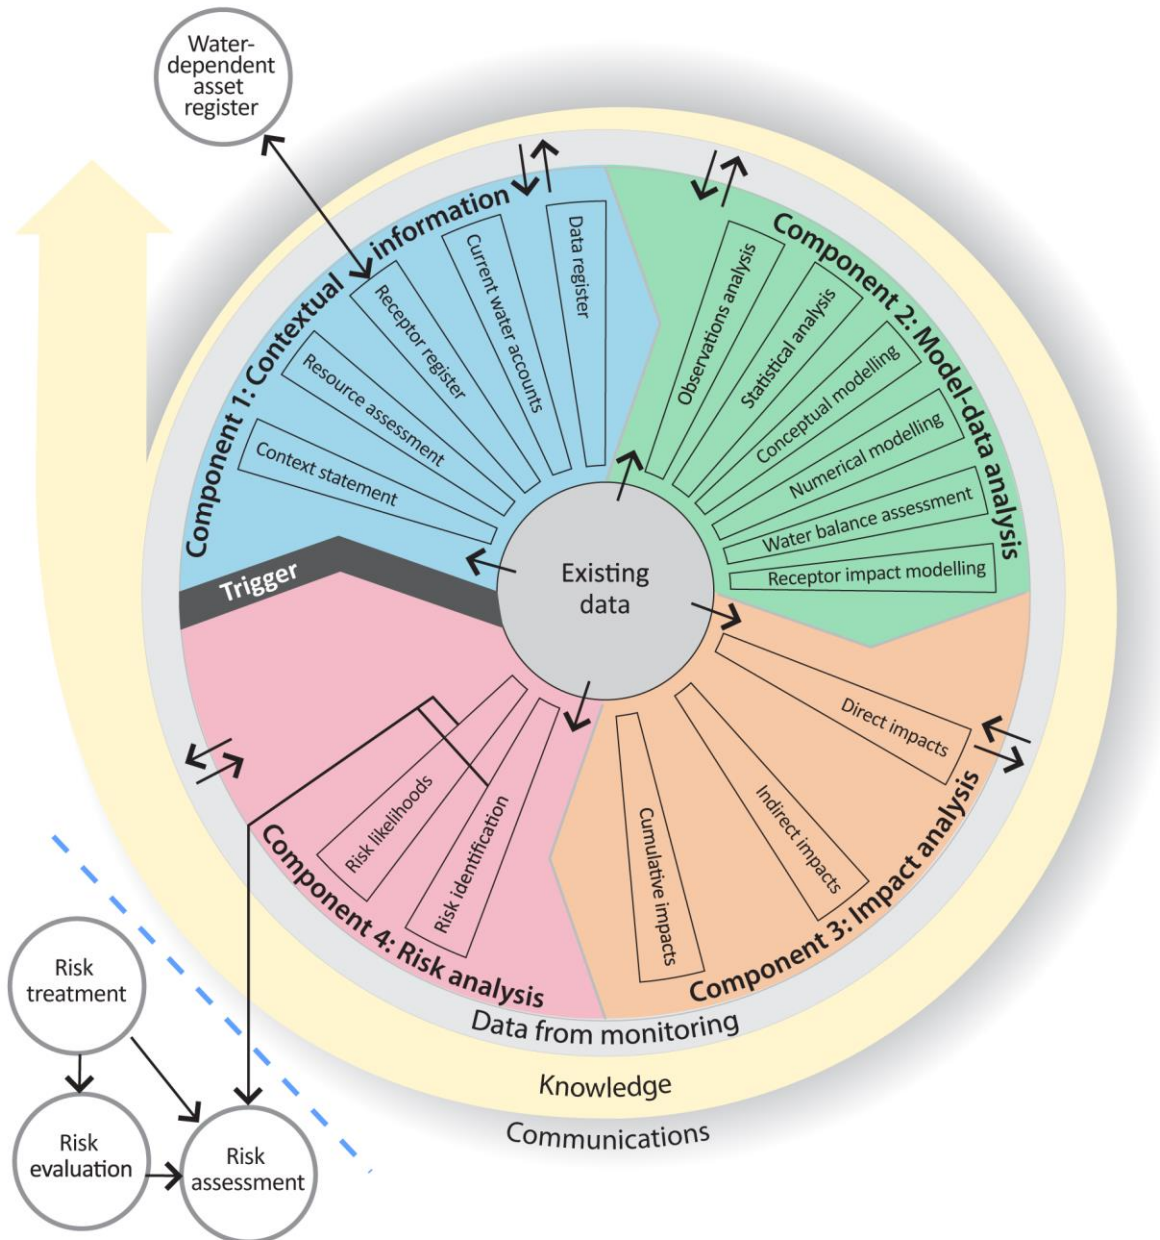 Water-
dependent
asset
register
Component 1: Contextual information
Context statement
Resource assessment
Receptor register
Current water accounts
Data register
Component 2: Model-data analysis
Observations analysis
Statistical analysis
Conceptual modelling
Numerical modelling
Water balance assessment
Receptor impact modelling
Trigger
Existing
data
Component 3: Impact analysis
Direct impacts
Indirect impacts
Cumulative impacts
Component 4: Risk analysis
Risk identification
Risk likelihoods
Data from monitoring
Knowledge
Communications
Risk
treatment
Risk
evaluation
Risk
assessment